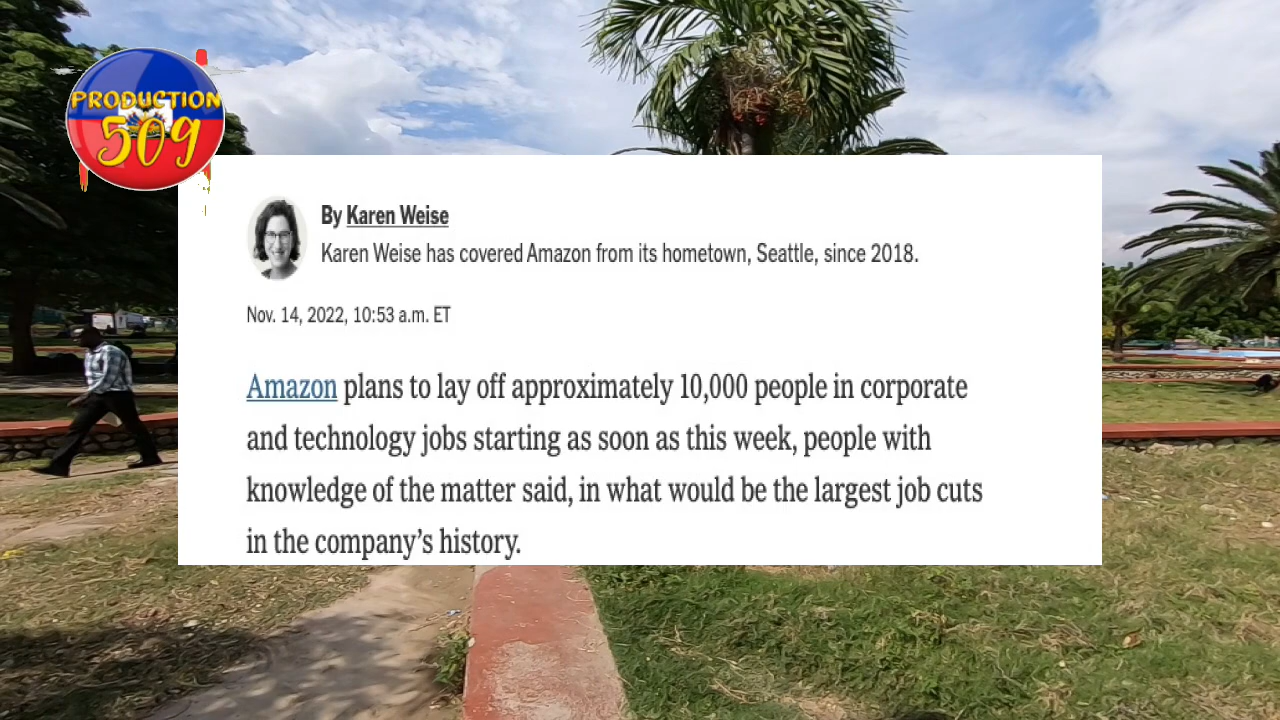 PRODUCTION
509
By Karen Weise
Karen Weise has covered Amazon from its hometown, Seattle, since 2018.
Nov. 14, 2022, 10:53 a.m. ET
Amazon plans to lay off approximately 10,000 people in corporate
and technology jobs starting as soon as this week, people with
knowledge of the matter said, in what would be the largest job cuts
in the company’s history.